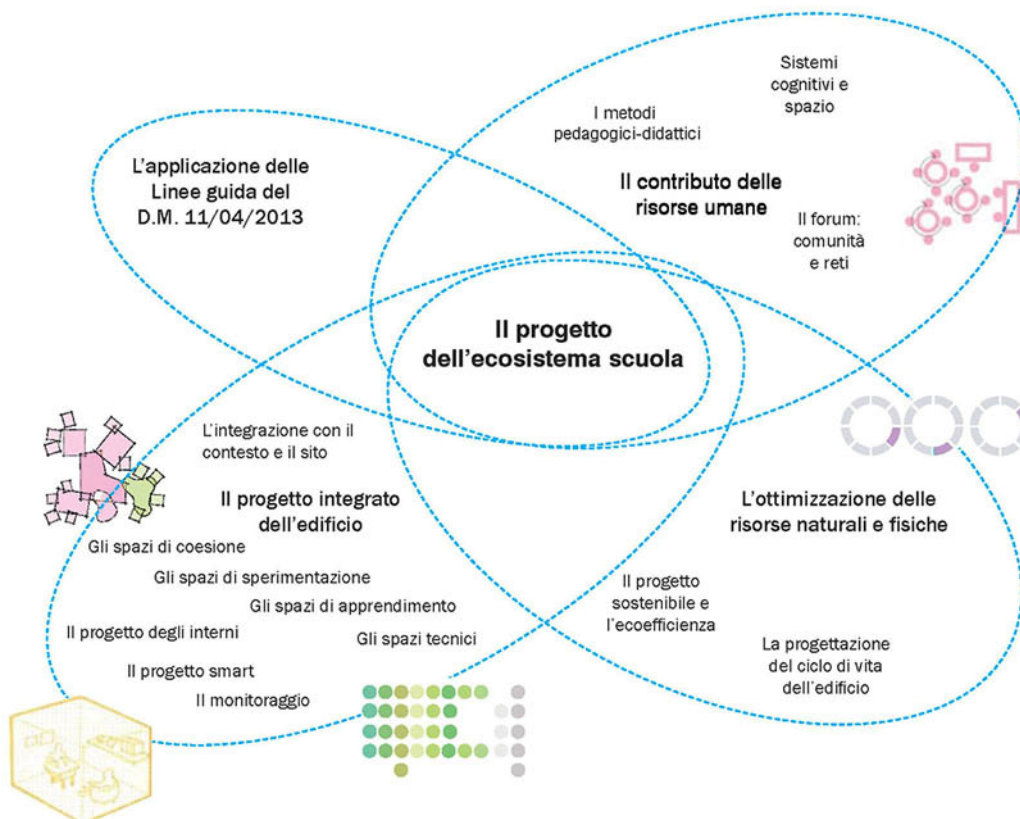 Sistemi
cognitivi e
spazio
I metodi
pedagogici-didattici
L'applicazione delle
Linee guida del
D.M. 11/04/2013
Il contributo delle
risorse umane
Il forum:
comunità
e reti
Il progetto
dell'ecosistema scuola
L'integrazione con il
contesto e il sito
Il progetto integrato
dell'edificio
Gli spazi di coesione
Gli spazi di sperimentazione
Gli spazi di apprendimento
Il progetto degli interni
Gli spazi tecnici
Il progetto smart
Il monitoraggio
L'ottimizzazione delle
risorse naturali e fisiche
Il progetto
sostenibile e
l'ecoefficienza
La progettazione
del ciclo di vita
dell'edificio